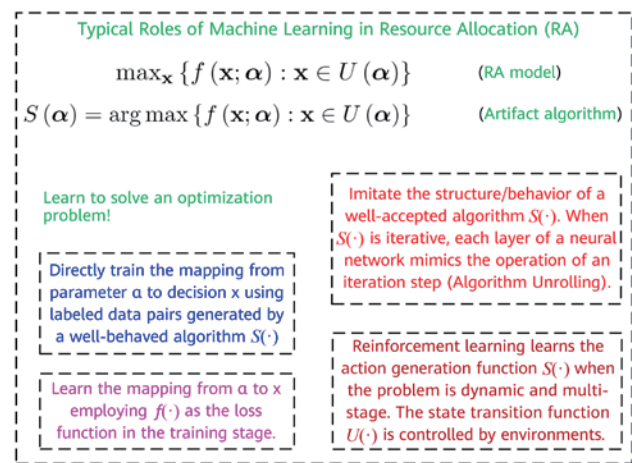 Typical Roles of Machine Learning in Resource Allocation (RA)
max_x {f (x; α) : x ∈ U (α)} (RA model)
S (α) = arg max {f (x; α) : x ∈ U (α)} (Artifact algorithm)
Learn to solve an optimization
problem!
Directly train the mapping from
parameter α to decision x using
labeled data pairs generated by
a well-behaved algorithm S(·)
Learn the mapping from α to x
employing f(·) as the loss
function in the training stage.
Imitate the structure/behavior of a
well-accepted algorithm S(·). When
S(·) is iterative, each layer of a neural
network mimics the operation of an
iteration step (Algorithm Unrolling).
Reinforcement learning learns the
action generation function S(·) when
the problem is dynamic and multi-
stage. The state transition function
U(·) is controlled by environments.